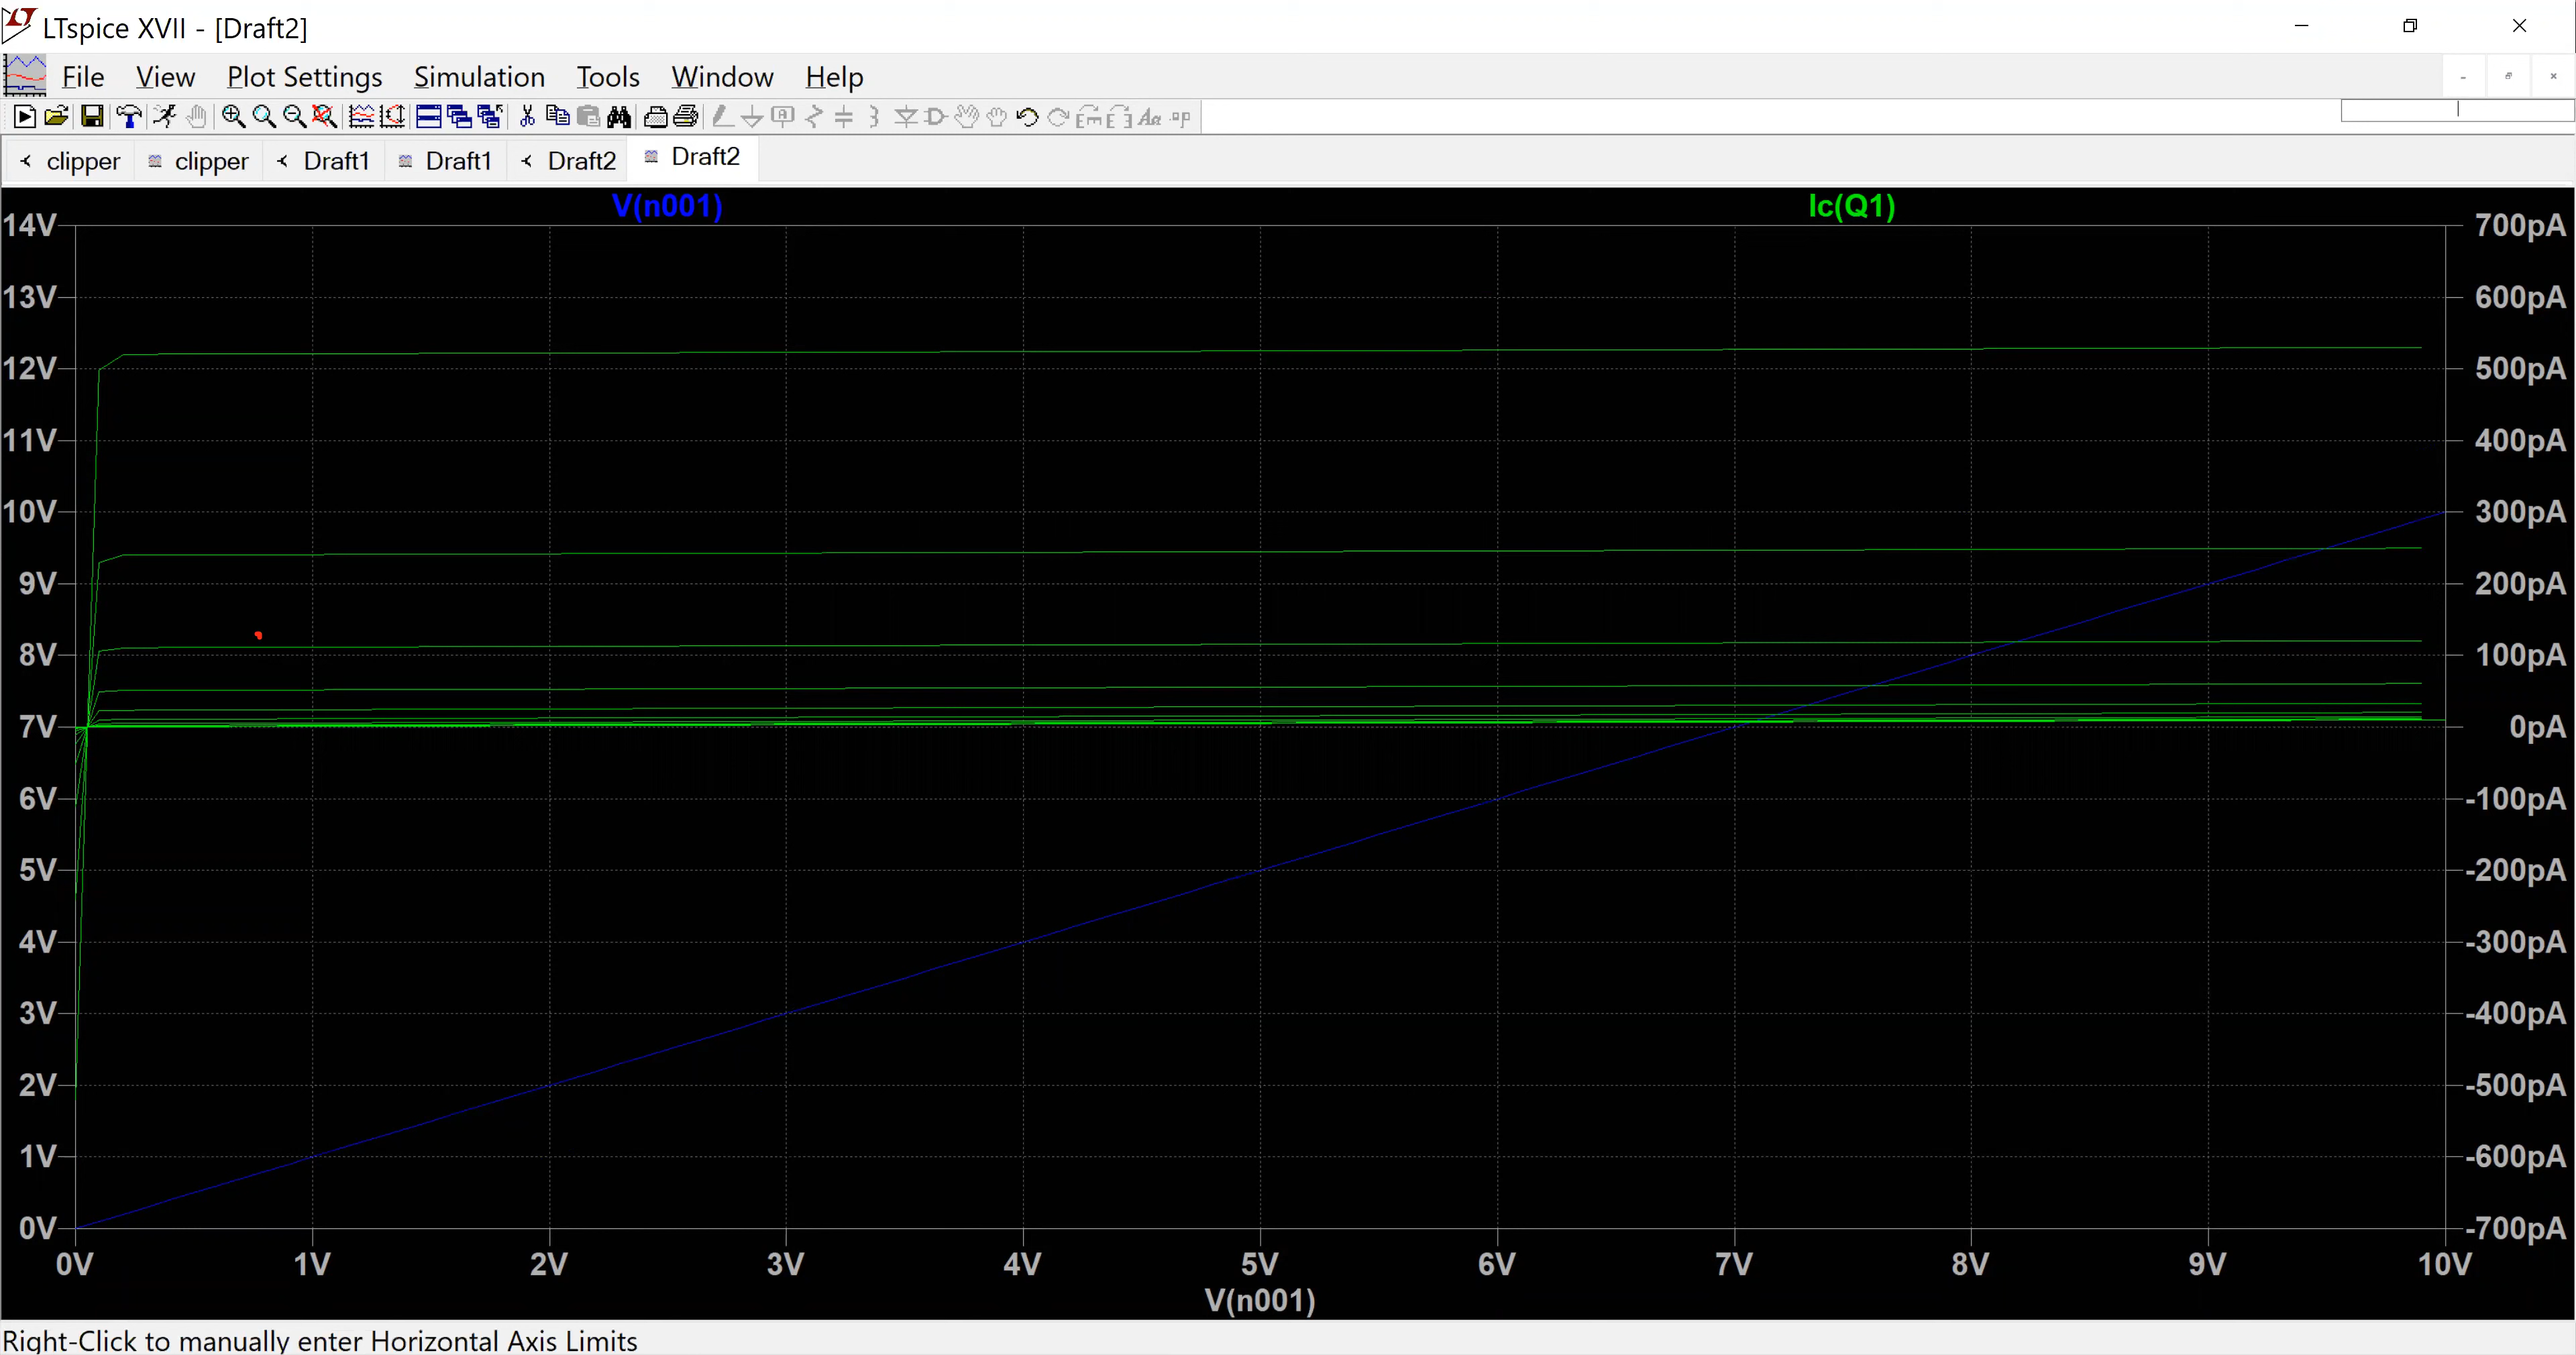 LTspice XVII - [Draft2]
File View Plot Settings Simulation Tools Window Help
clipper clipper Draft1 Draft1 Draft2 Draft2
V(n001) Ic(Q1)
14V 700pA
13V 600pA
12V 500pA
11V 400pA
10V 300pA
9V 200pA
8V 100pA
7V 0pA
6V -100pA
5V -200pA
4V -300pA
3V -400pA
2V -500pA
1V -600pA
0V -700pA
0V 1V 2V 3V 4V 5V 6V 7V 8V 9V 10V
V(n001)
Right-Click to manually enter Horizontal Axis Limits